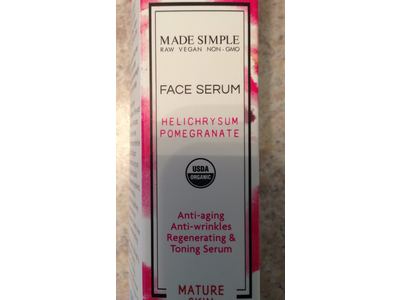 MADE SIMPLE
RAW VEGAN NON-GMO
FACE SERUM
HELICHRYSUM
POMEGRANATE
USDA
ORGANIC
Anti-aging
Anti-wrinkles
Regenerating &
Toning Serum
MATURE
SKIN